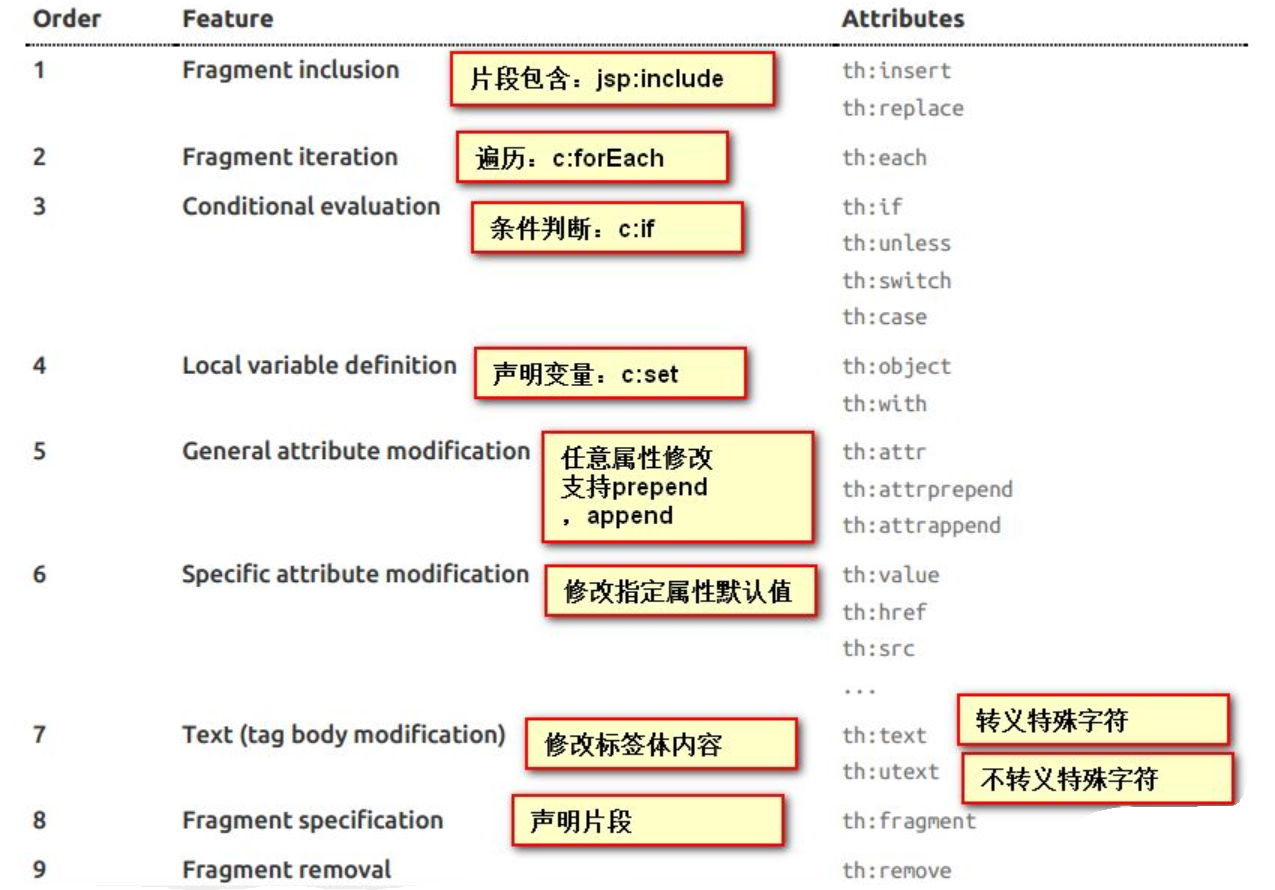 Order Feature Attributes
1 Fragment inclusion 片段包含：jsp:include th:insert
th:replace
2 Fragment iteration 遍历：c:forEach th:each
3 Conditional evaluation 条件判断：c:if th:if
th:unless
th:switch
th:case
4 Local variable definition 声明变量：c:set th:object
th:with
5 General attribute modification 任意属性修改 th:attr
支持prepend th:attrprepend
，append th:attrappend
6 Specific attribute modification 修改指定属性默认值 th:value
th:href
th:src
...
7 Text (tag body modification) 修改标签体内容 th:text 转义特殊字符
th:utext 不转义特殊字符
8 Fragment specification 声明片段 th:fragment
9 Fragment removal th:remove